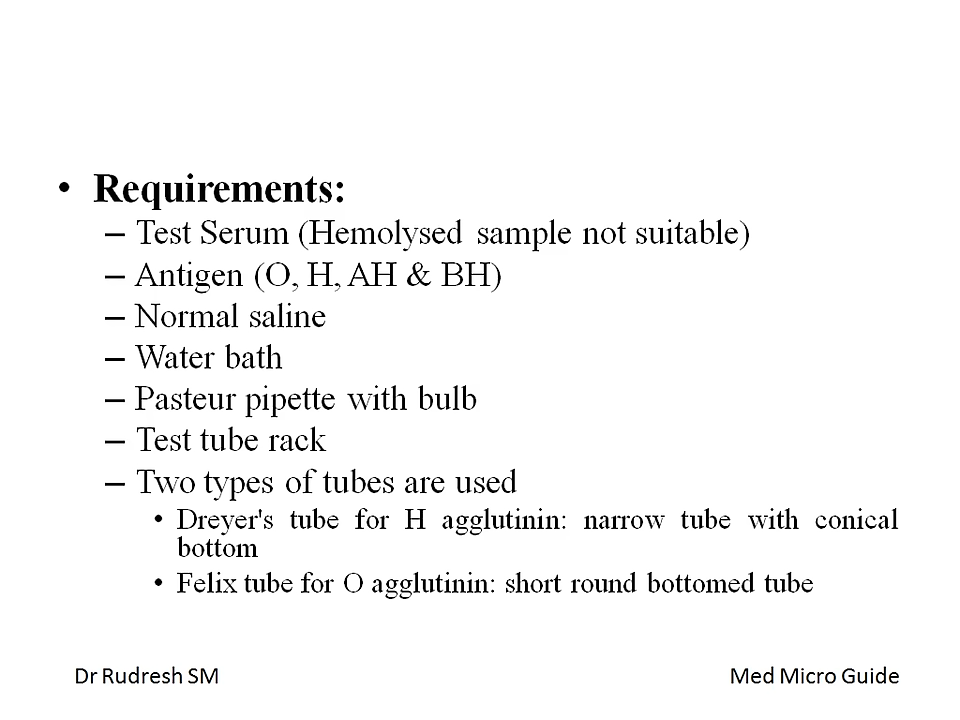 • Requirements:
– Test Serum (Hemolysed sample not suitable)
– Antigen (O, H, AH & BH)
– Normal saline
– Water bath
– Pasteur pipette with bulb
– Test tube rack
– Two types of tubes are used
• Dreyer's tube for H agglutinin: narrow tube with conical
bottom
• Felix tube for O agglutinin: short round bottomed tube
Dr Rudresh SM
Med Micro Guide